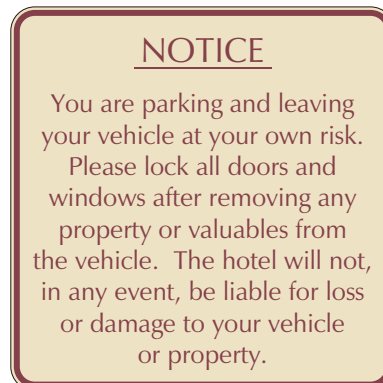 NOTICE
You are parking and leaving
your vehicle at your own risk.
Please lock all doors and
windows after removing any
property or valuables from
the vehicle.  The hotel will not,
in any event, be liable for loss
or damage to your vehicle
or property.